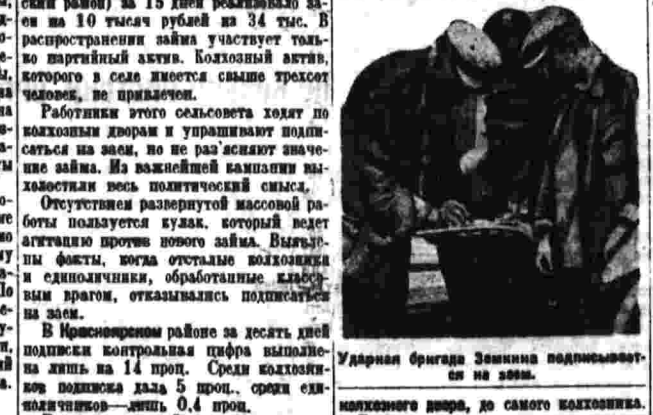 ский район) за 15 дней реализовало за-
ен на 10 тысяч рублей из 34 тыс. В
распространении займа участвует толь-
ко партийный актив. Колхозный актив,
которого в селе имеется свыше трехсот
человек, не привлечен.
Работники этого сельсовета ходят по
колхозным дворам и упрашивают подпи-
саться на заем, но не раз'ясняют значе-
ние займа. Из важнейшей кампании вы-
холостили весь политический смысл.
Отсутствием развернутой массовой ра-
боты пользуется кулак, который ведет
агитацию против нового займа. Выявле-
ны факты, когда отсталые колхозники
и единоличники, обработанные классо-
вым врагом, отказывались подписаться
на заем.
В Красноярском районе за десять дней
подписки контрольная цифра выполне-
на лишь на 14 проц. Среди колхозни-
ков подписка дала 5 проц., среди еди-
ноличников—лишь 0,4 проц.
Ударная бригада Земкина подписывает-
ся на заем.
колхозного двора, до самого колхозника.